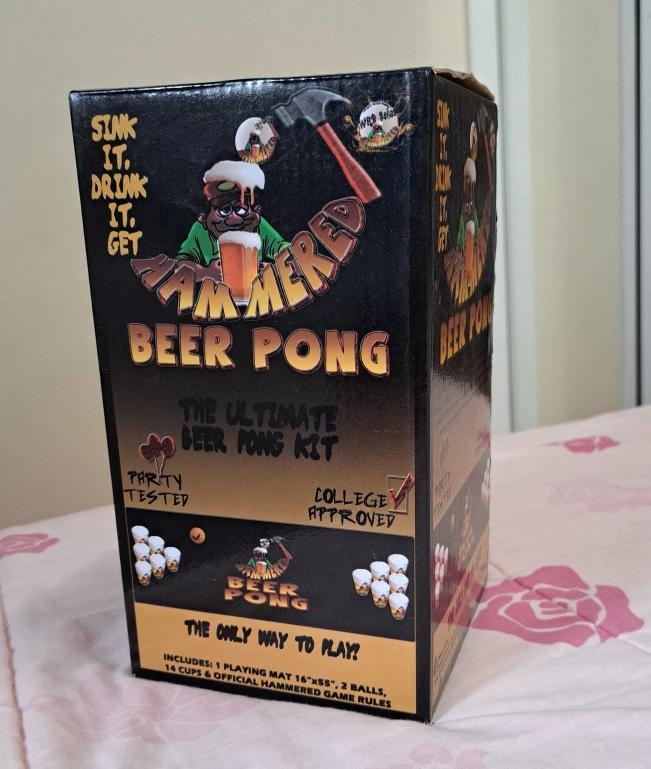 SINK
IT,
DRINK
IT,
GET
HAMMERED
BEER PONG
THE ULTIMATE
BEER PONG KIT
PARTY
TESTED
COLLEGE
APPROVED
HAMMERED
BEER
PONG
THE ONLY WAY TO PLAY!
INCLUDES: 1 PLAYING MAT 16"x55", 2 BALLS,
14 CUPS & OFFICIAL HAMMERED GAME RULES
SINK
IT,
DRINK
IT,
GET
HAMMERED
BEER PONG